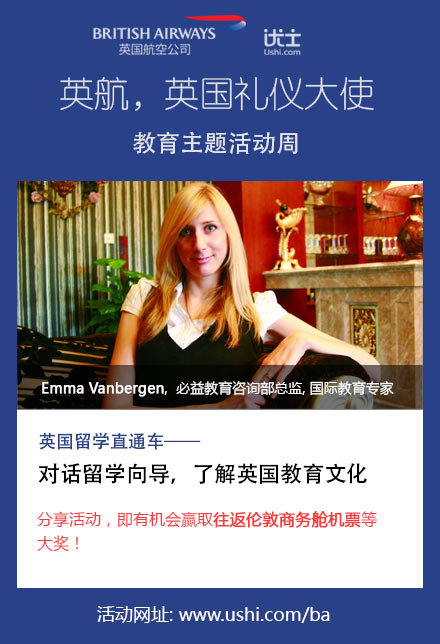 BRITISH AIRWAYS
英国航空公司
优士
Ushi.com
英航，英国礼仪大使
教育主题活动周
Emma Vanbergen, 必益教育咨询部总监, 国际教育专家
英国留学直通车——
对话留学向导，了解英国教育文化
分享活动，即有机会赢取往返伦敦商务舱机票等
大奖！
活动网址: www.ushi.com/ba